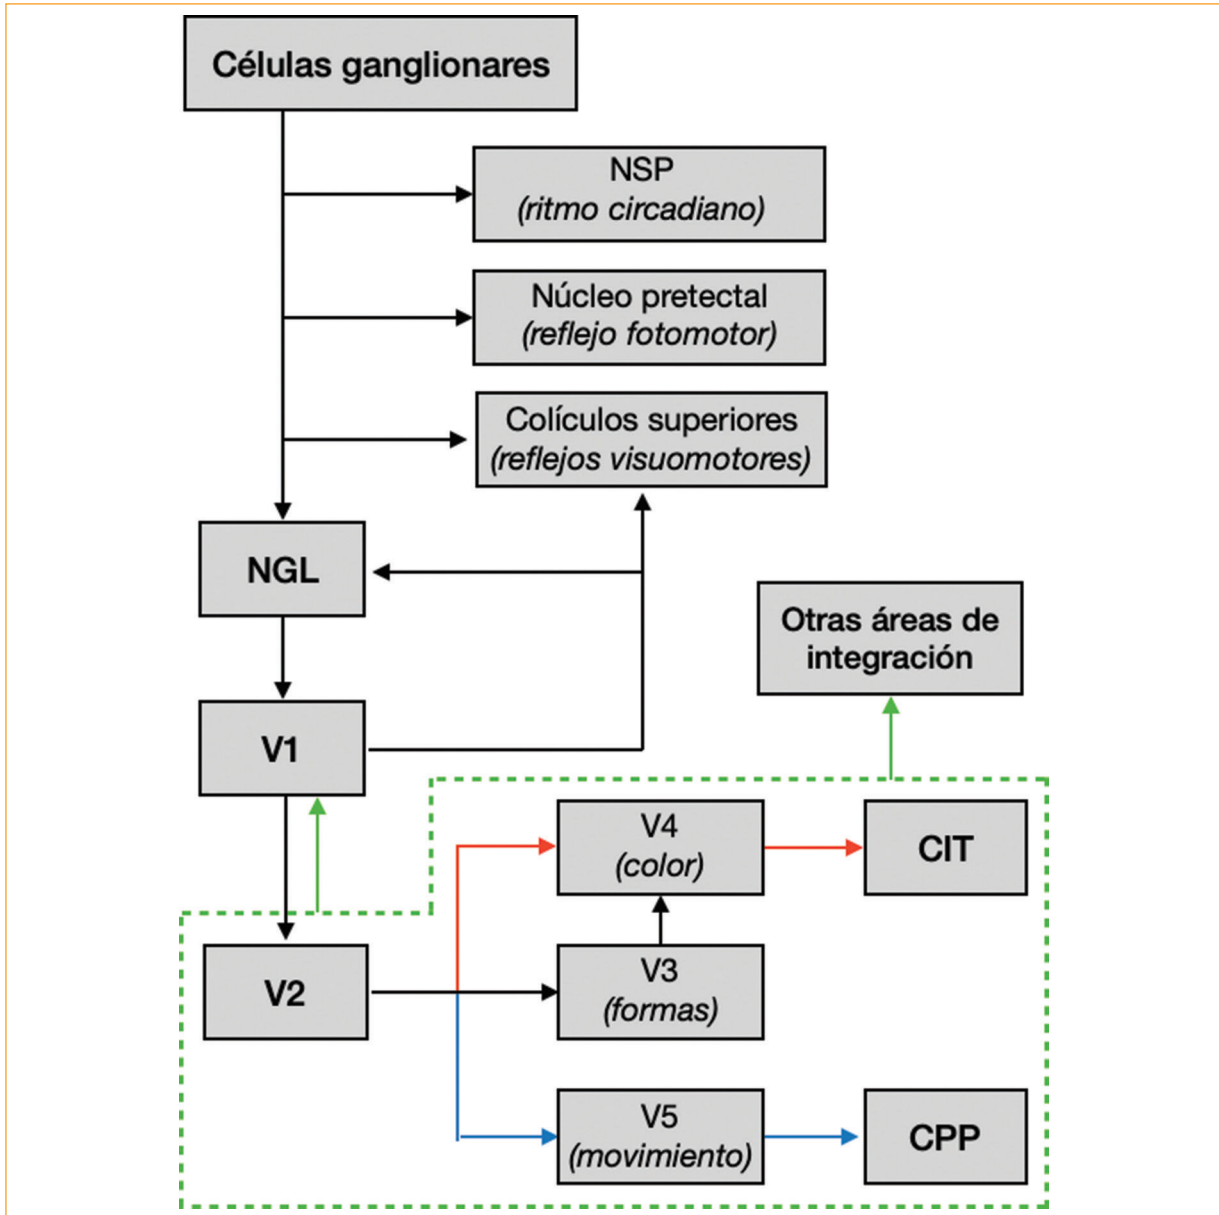 Células ganglionares
NSP
(ritmo circadiano)
Núcleo pretectal
(reflejo fotomotor)
Colículos superiores
(reflejos visuomotores)
NGL
Otras áreas de
integración
V1
V4
(color)
CIT
V2
V3
(formas)
V5
(movimiento)
CPP